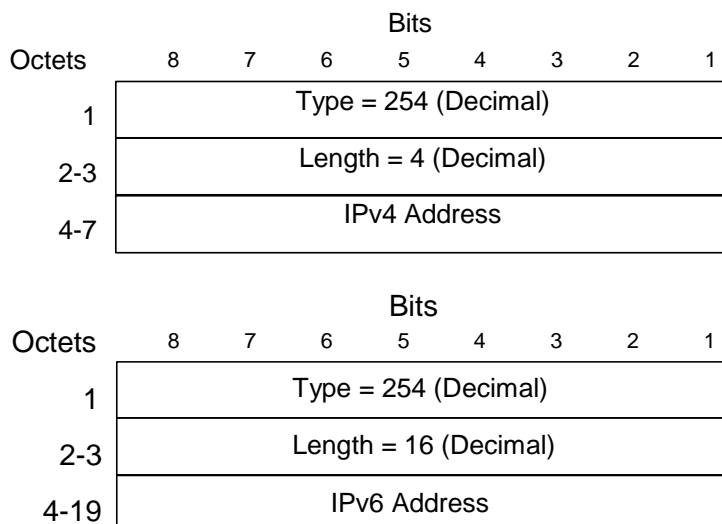 Bits
Octets 8 7 6 5 4 3 2 1
1 Type = 254 (Decimal)
2-3 Length = 4 (Decimal)
4-7 IPv4 Address
Bits
Octets 8 7 6 5 4 3 2 1
1 Type = 254 (Decimal)
2-3 Length = 16 (Decimal)
4-19 IPv6 Address